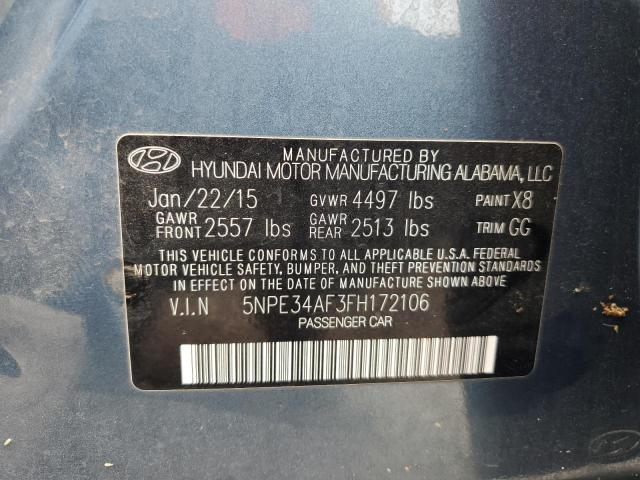 MANUFACTURED BY
HYUNDAI MOTOR MANUFACTURING ALABAMA, LLC
Jan/22/15 GVWR 4497 lbs PAINT X8
GAWR FRONT 2557 lbs GAWR REAR 2513 lbs TRIM GG
THIS VEHICLE CONFORMS TO ALL APPLICABLE U.S.A. FEDERAL
MOTOR VEHICLE SAFETY, BUMPER, AND THEFT PREVENTION STANDARDS
IN EFFECT ON THE DATE OF MANUFACTURE SHOWN ABOVE.
V.I.N 5NPE34AF3FH172106
PASSENGER CAR